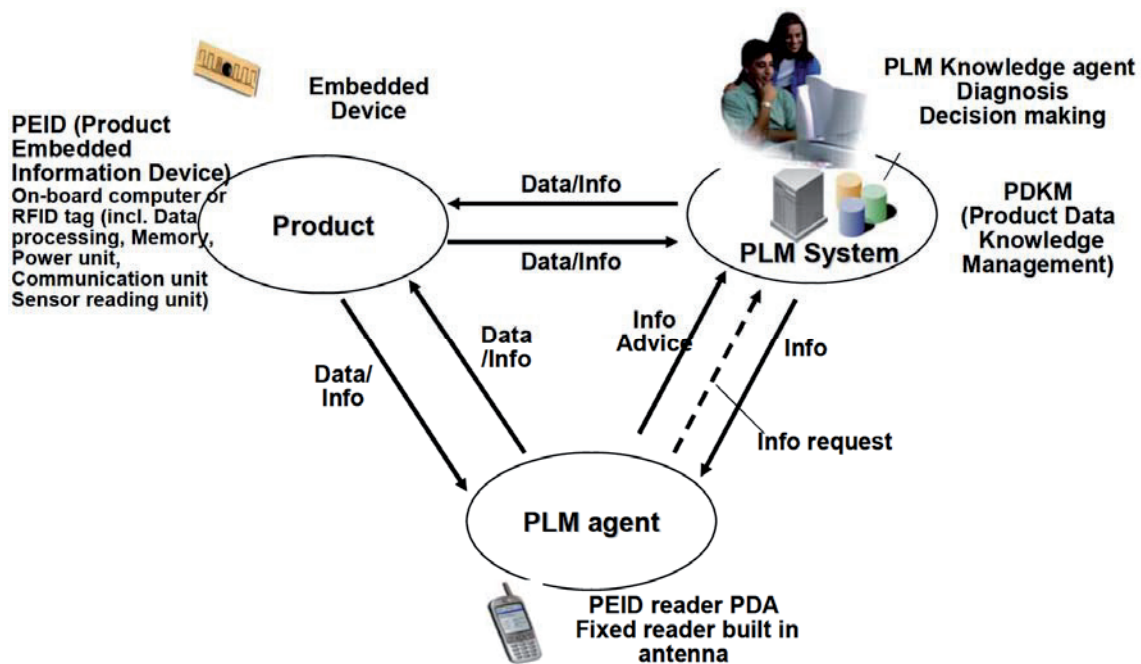 Embedded
Device
PLM Knowledge agent
Diagnosis
Decision making
PEID (Product
Embedded
Information Device)
On-board computer or
RFID tag (incl. Data
processing, Memory,
Power unit,
Communication unit
Sensor reading unit)
Product
Data/Info
Data/Info
PLM System
PDKM
(Product Data
Knowledge
Management)
Data/
Info
Data
/Info
Info
Advice
Info
Info request
PLM agent
PEID reader PDA
Fixed reader built in
antenna